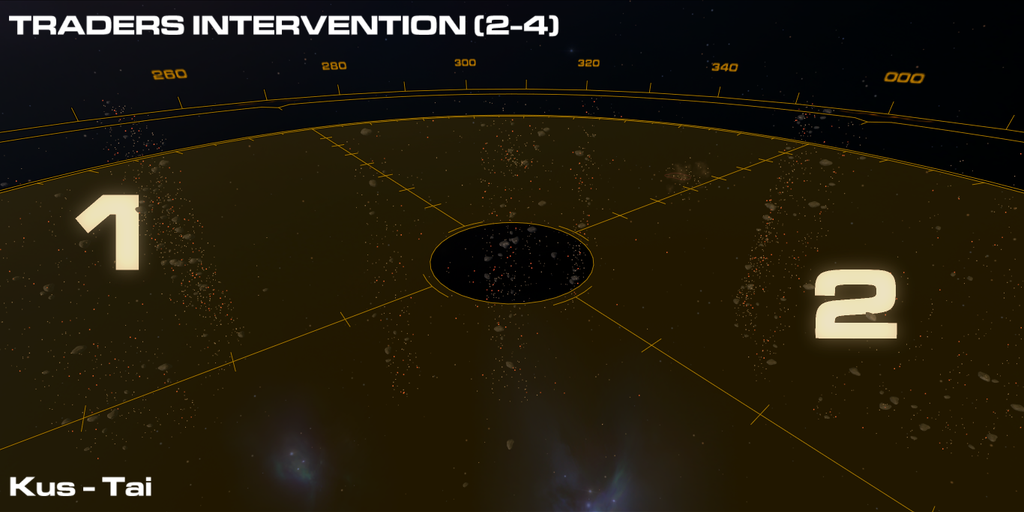 TRADERS INTERVENTION (2-4)
260 280 300 320 340 000
1
2
Kus - Tai